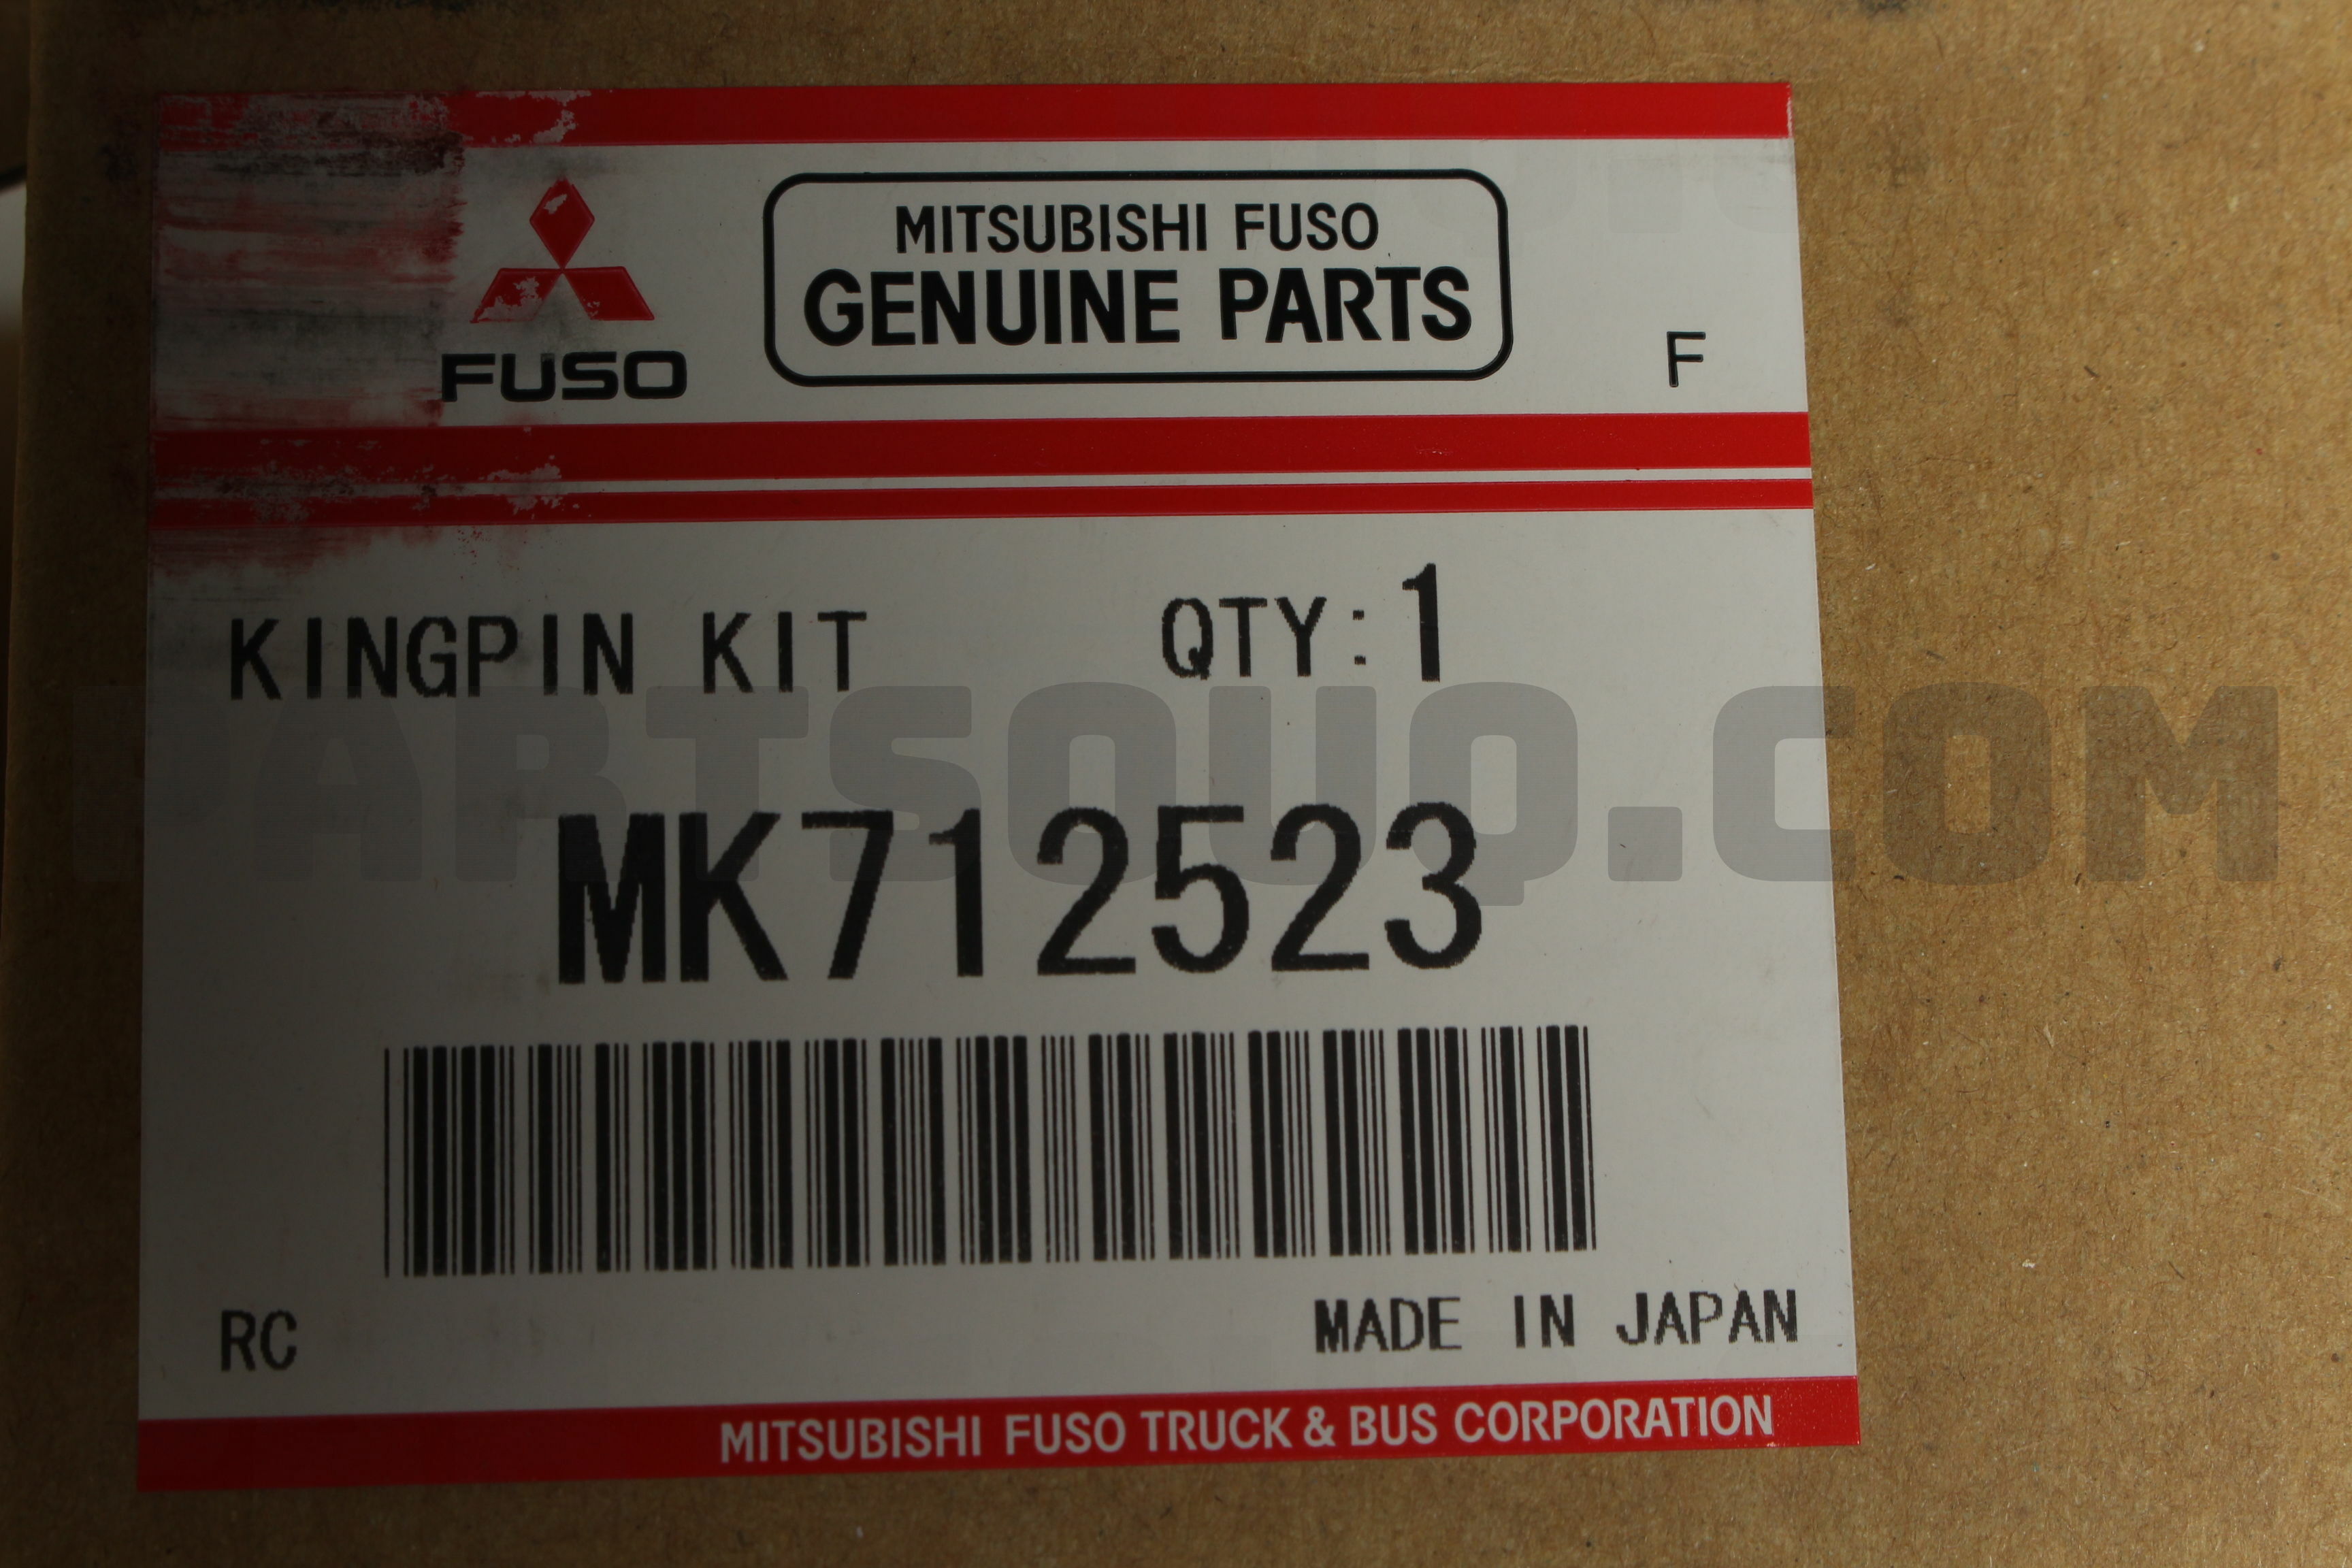 MITSUBISHI FUSO
GENUINE PARTS
FUSO
F
KINGPIN KIT QTY:1
PARTSOUQ.COM
MK712523
RC
MADE IN JAPAN
MITSUBISHI FUSO TRUCK & BUS CORPORATION